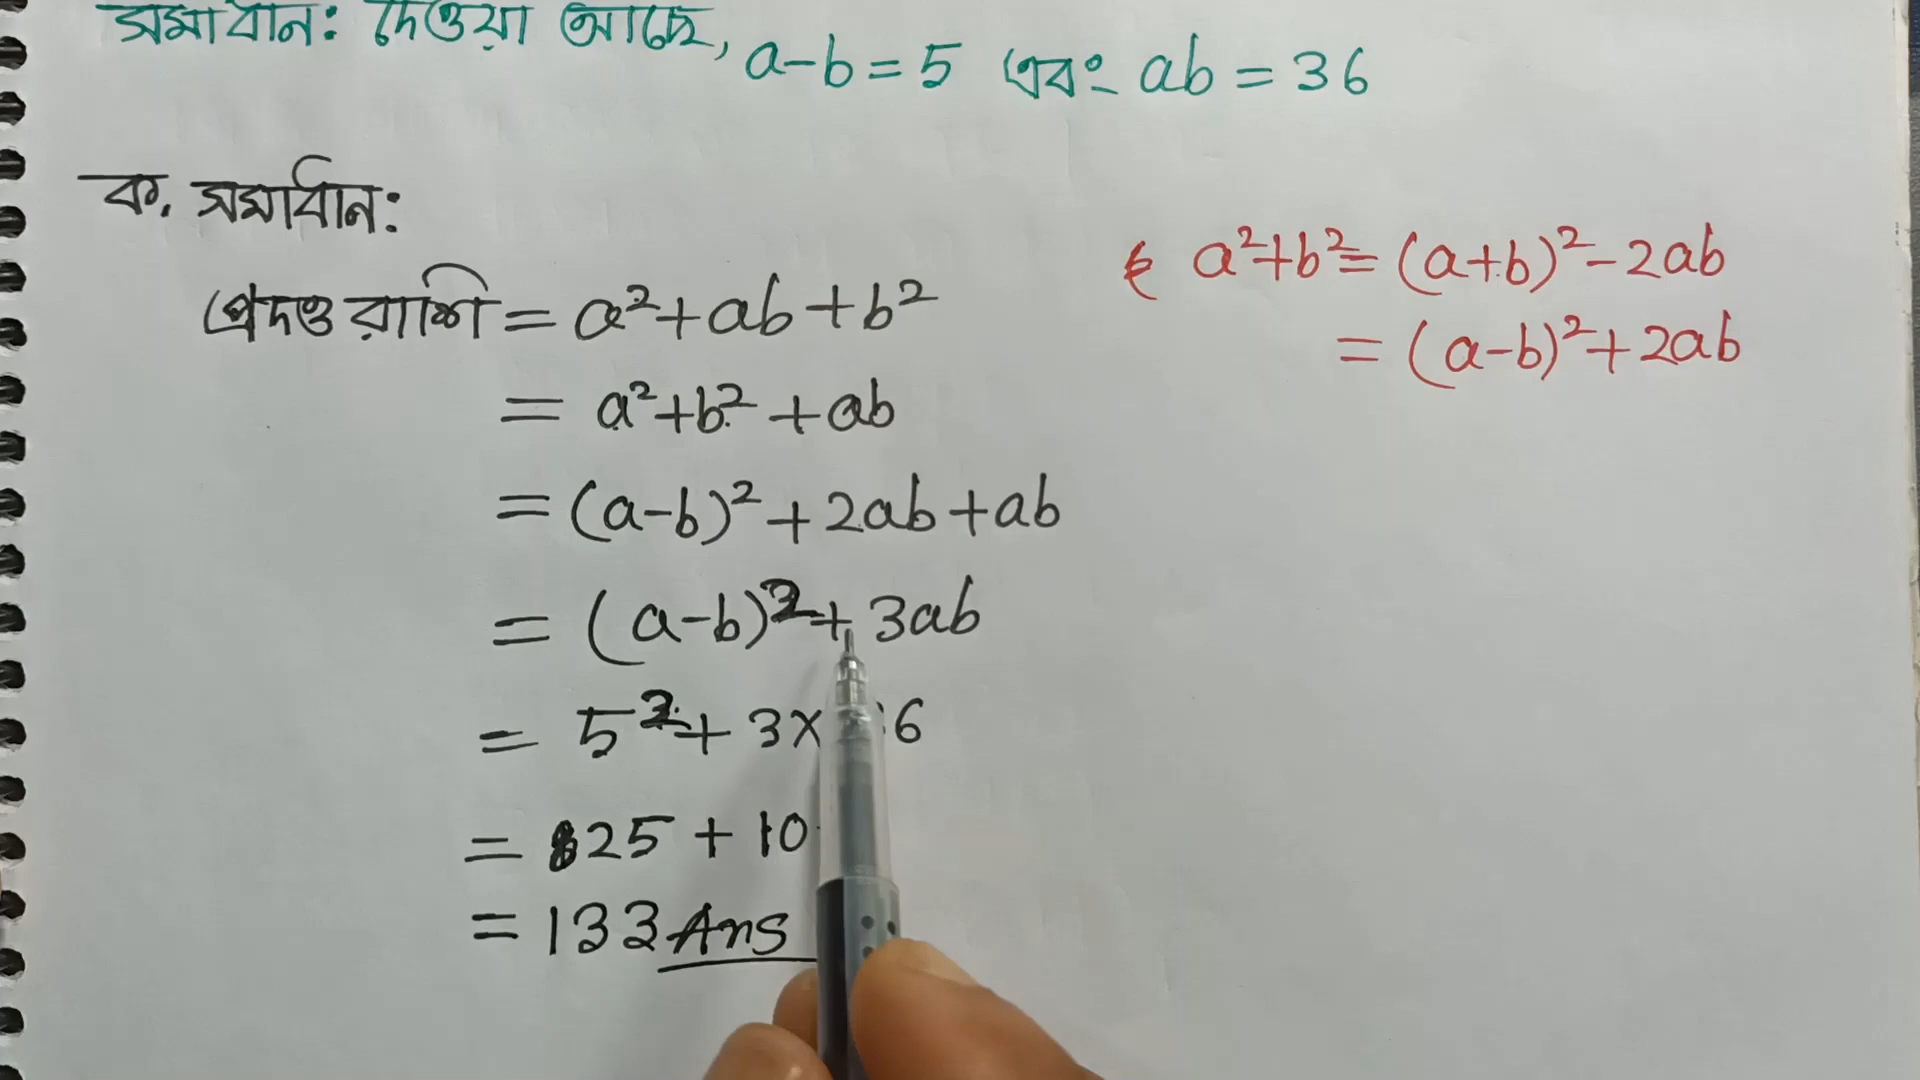 সমাধান: দেওয়া আছে, a-b=5 এবং ab=36
ক. সমাধান:
প্রদত্ত রাশি = a²+ab+b²
= a²+b²+ab
= (a-b)²+2ab+ab
= (a-b)²+3ab
= 5²+3×6
= 25+10
= 133 Ans
a²+b²= (a+b)²-2ab
= (a-b)²+2ab